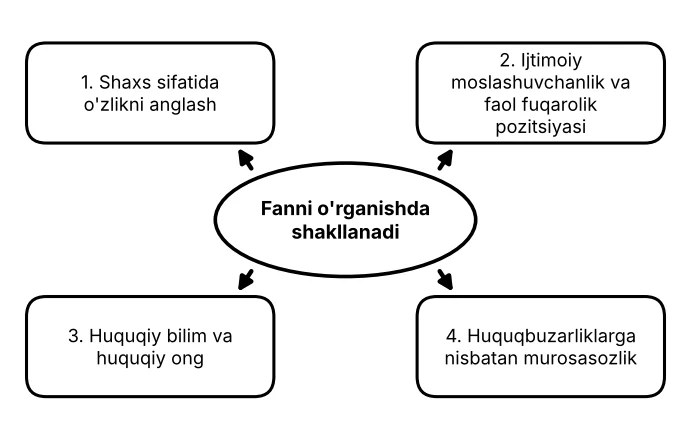 1. Shaxs sifatida
o'zlikni anglash
2. Ijtimoiy
moslashuvchanlik va
faol fuqarolik
pozitsiyasi
Fanni o'rganishda
shakllanadi
3. Huquqiy bilim va
huquqiy ong
4. Huquqbuzarliklarga
nisbatan murosasozlik